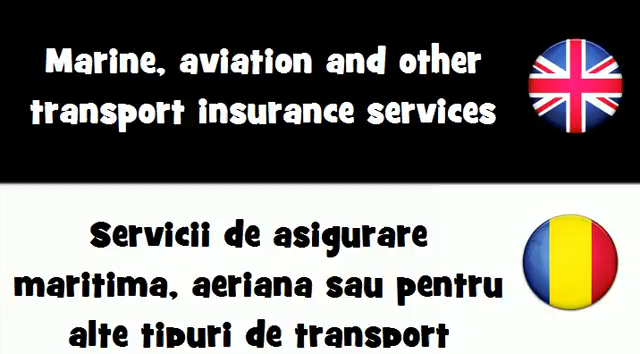 Marine, aviation and other
transport insurance services
Servicii de asigurare
maritima, aeriana sau pentru
alte tipuri de transport